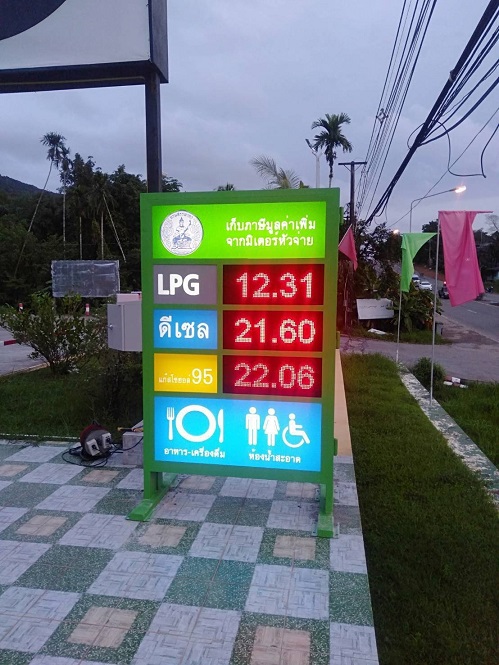 เก็บภาษีมูลค่าเพิ่ม
จากมิเตอร์หัวจ่าย
LPG 12.31
ดีเซล 21.60
แก๊สโซฮอล์ 95 22.06
อาหาร-เครื่องดื่ม ห้องน้ำสะอาด